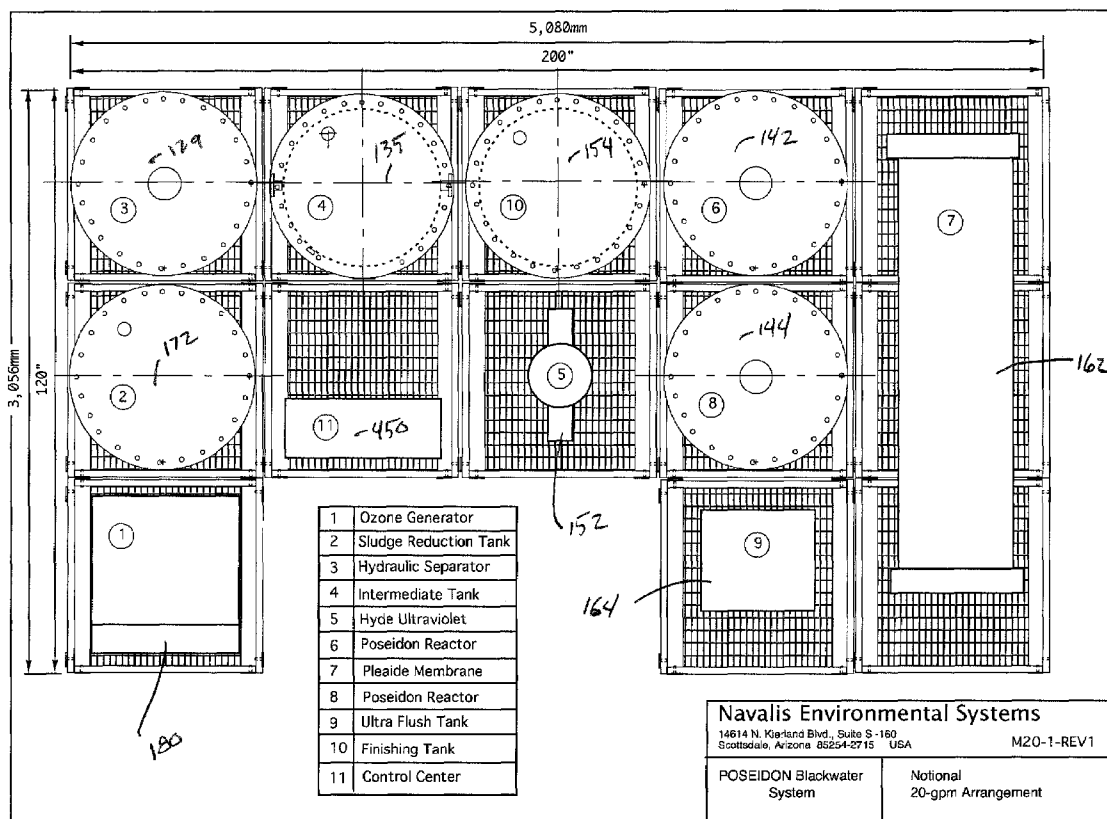 5,080mm
200"
3,056mm
120"
129
3
135
4
154
10
142
6
7
172
2
11
450
5
144
8
162
152
1
9
164
180
1 Ozone Generator
2 Sludge Reduction Tank
3 Hydraulic Separator
4 Intermediate Tank
5 Hyde Ultraviolet
6 Poseidon Reactor
7 Pleaide Membrane
8 Poseidon Reactor
9 Ultra Flush Tank
10 Finishing Tank
11 Control Center
Navalis Environmental Systems
14614 N. Kierland Blvd., Suite S -160
Scottsdale, Arizona 85254-2715 USA
M20-1-REV1
POSEIDON Blackwater
System
Notional
20-gpm Arrangement